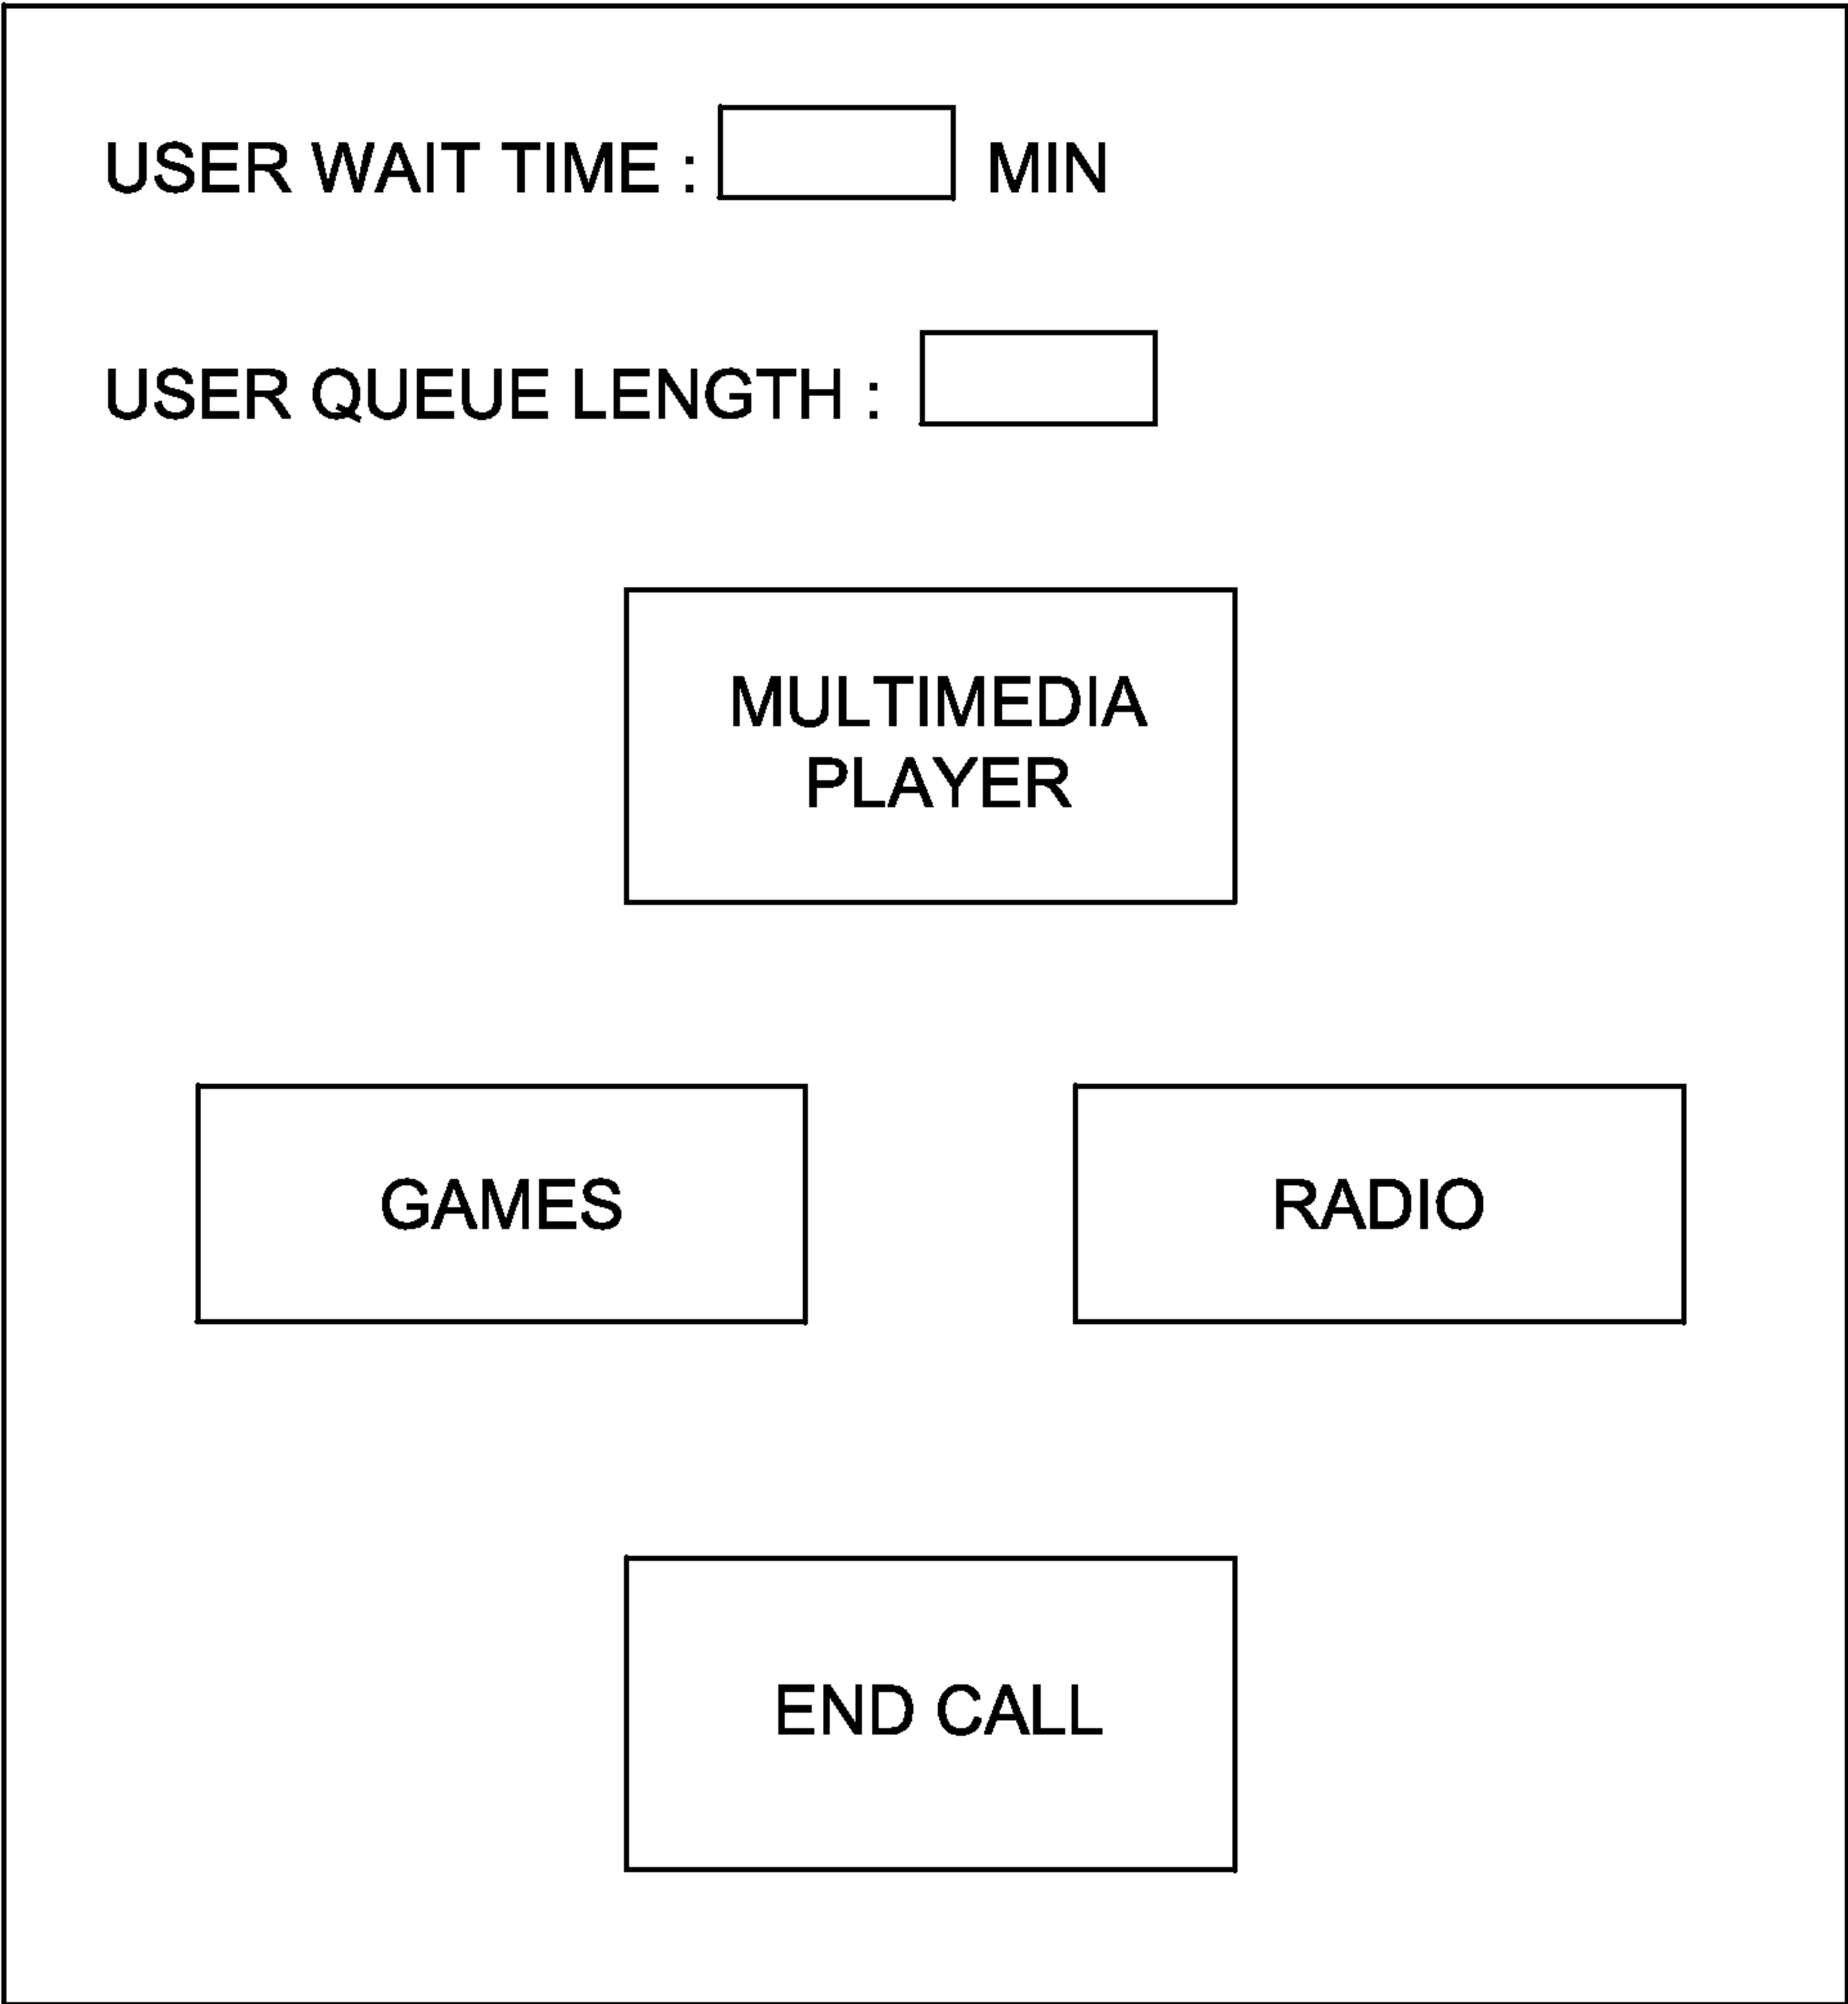 USER WAIT TIME : MIN
USER QUEUE LENGTH :
MULTIMEDIA
PLAYER
GAMES
RADIO
END CALL